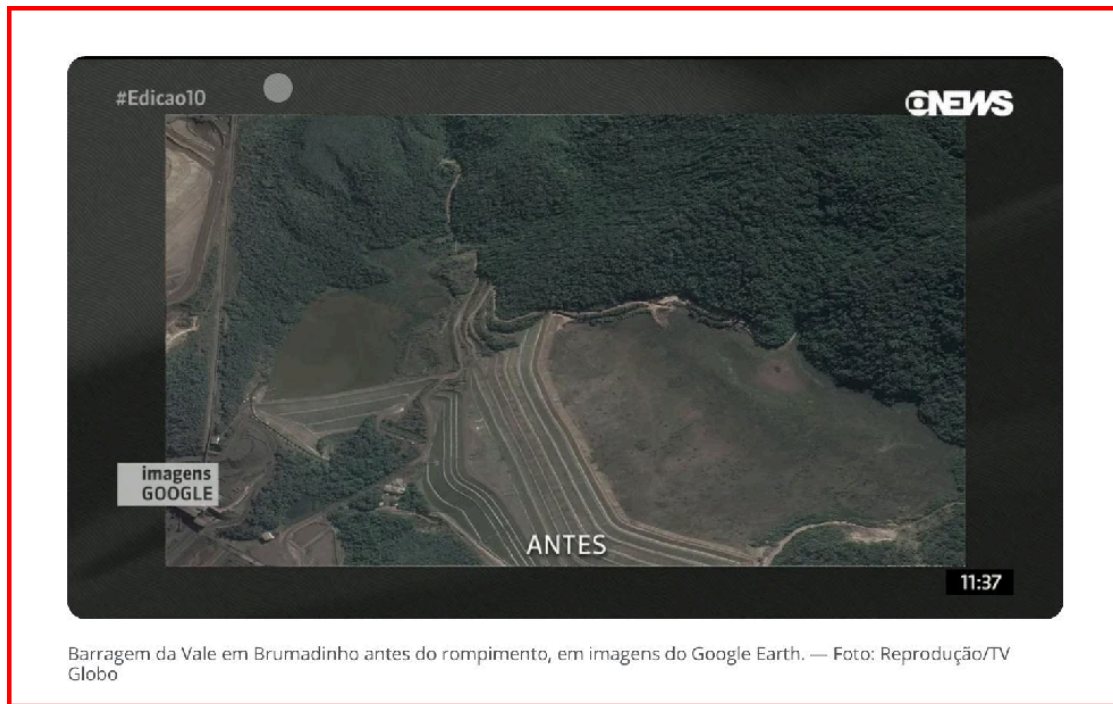 #Edicao10
GNEWS
imagens
GOOGLE
ANTES
11:37
Barragem da Vale em Brumadinho antes do rompimento, em imagens do Google Earth. — Foto: Reprodução/TV
Globo